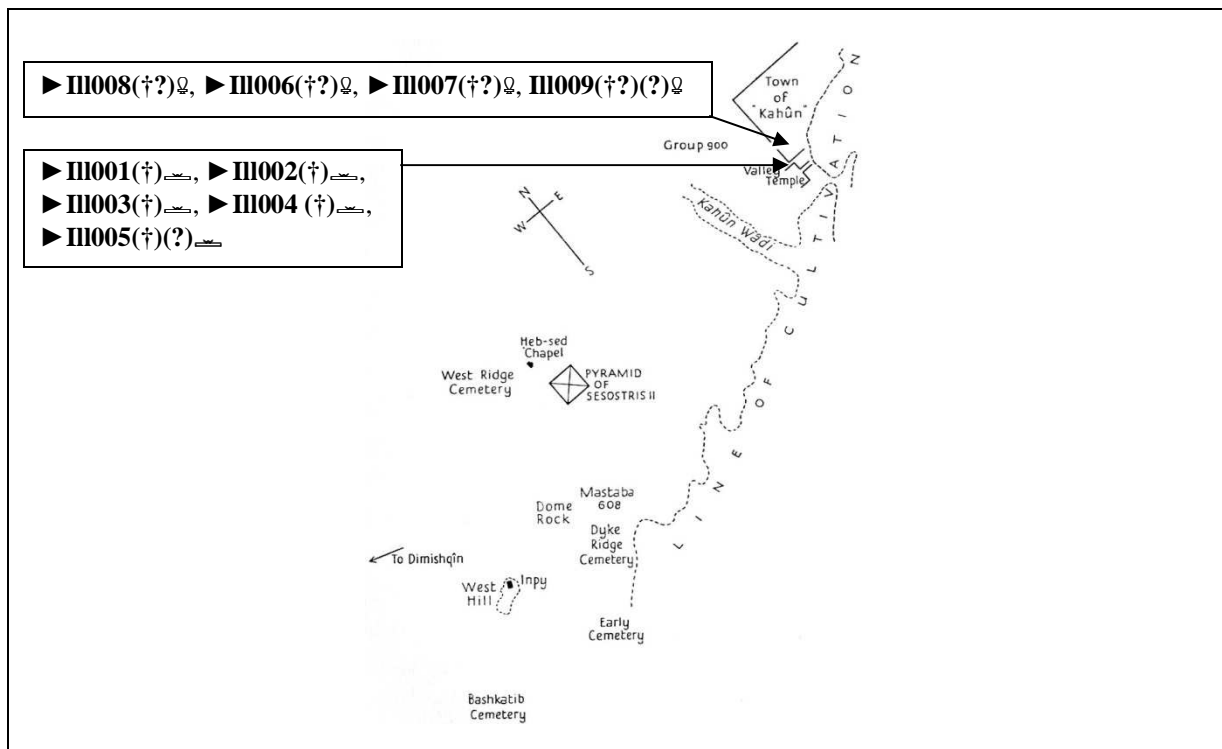 ►Ill008(†?)♀, ►Ill006(†?)♀, ►Ill007(†?)♀, Ill009(†?)(?)♀
►Ill001(†), ►Ill002(†),
►Ill003(†), ►Ill004 (†),
►Ill005(†)(?)
Town
of
"Kahûn"
Group 900
Valley
Temple
Kahûn Wâdi
N
E
W
S
LINE OF CULTIVATION
Heb-sed
Chapel
West Ridge
Cemetery
PYRAMID
OF
SESOSTRIS II
Mastaba
608
Dome
Rock
Dyke
Ridge
Cemetery
To Dimishqîn
West
Hill
Inpy
Early
Cemetery
Bashkatib
Cemetery